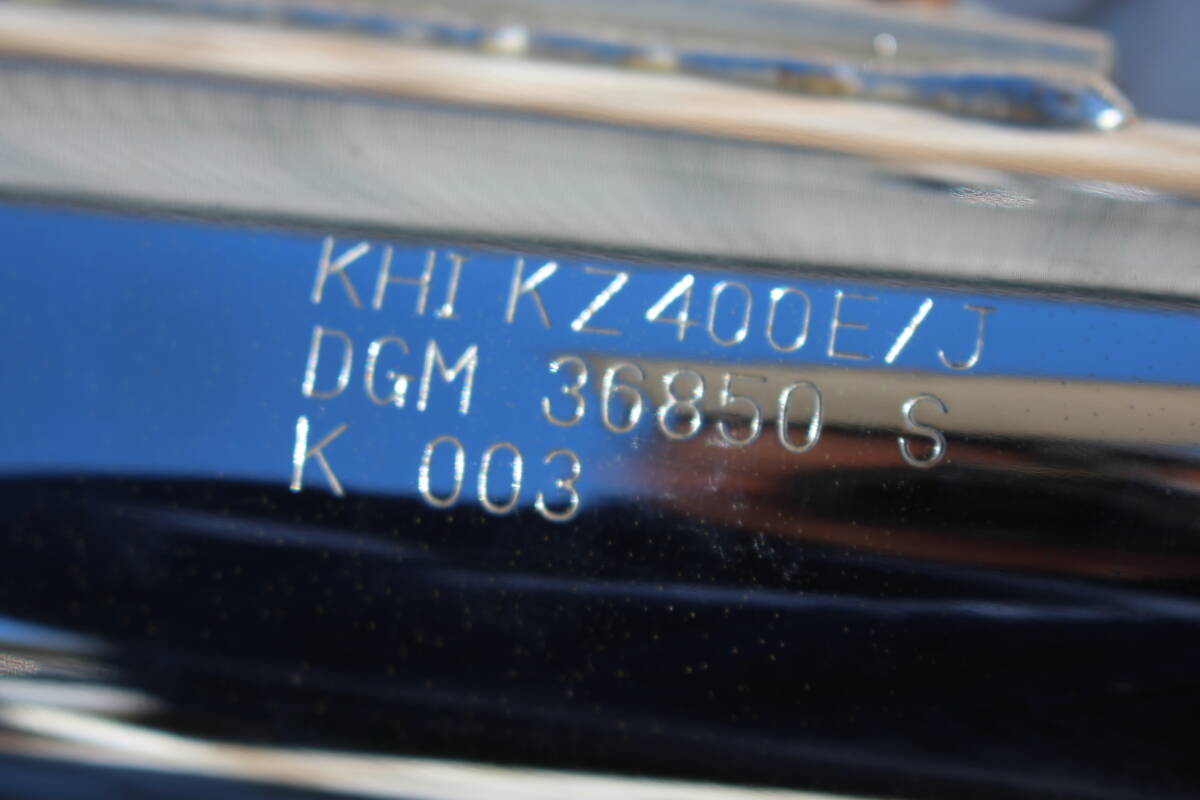 KHI KZ400E/J
DGM 36850 S
K 003